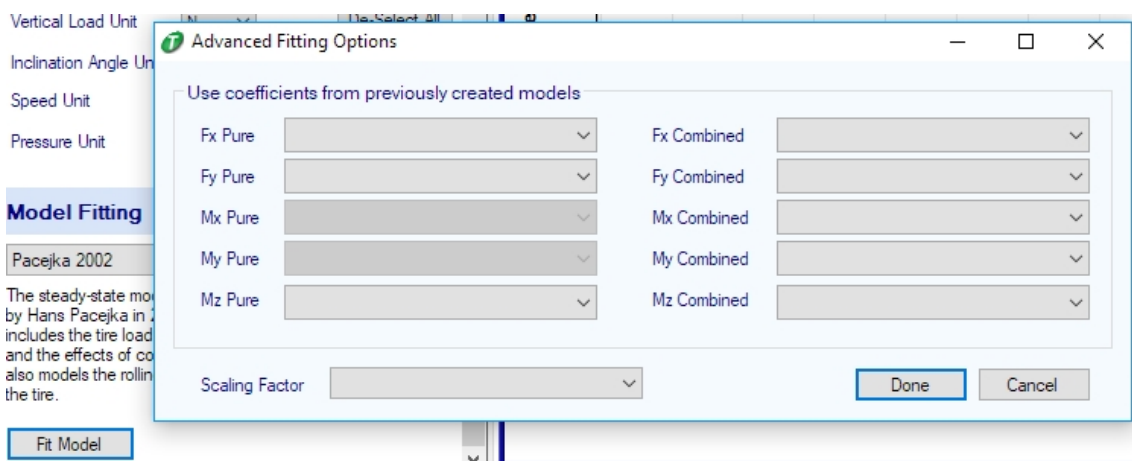 Vertical Load Unit
N
De-Select All
Advanced Fitting Options
Inclination Angle Un
Speed Unit
Pressure Unit
Use coefficients from previously created models
Fx Pure
Fx Combined
Fy Pure
Fy Combined
Mx Pure
Mx Combined
My Pure
My Combined
Mz Pure
Mz Combined
Scaling Factor
Done
Cancel
Model Fitting
Pacejka 2002
The steady-state mo
by Hans Pacejka in 2
includes the tire load
and the effects of co
also models the rollin
the tire.
Fit Model